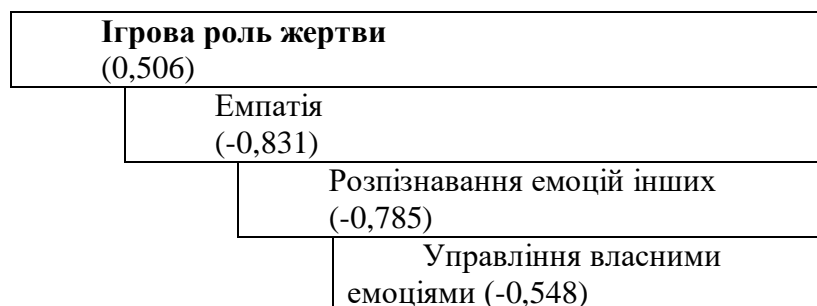 Ігрова роль жертви
(0,506)
Емпатія
(-0,831)
Розпізнавання емоцій інших
(-0,785)
Управління власними
емоціями (-0,548)